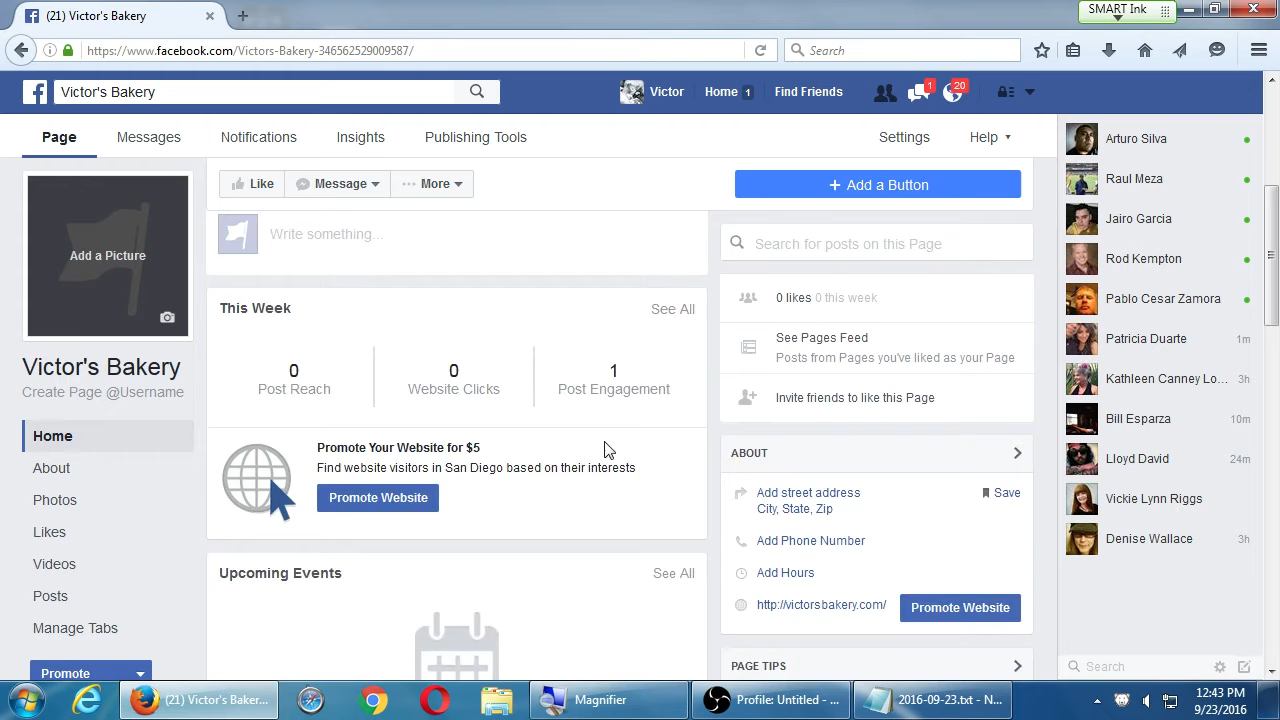 (21) Victor's Bakery
SMART Ink
https://www.facebook.com/Victors-Bakery-346562529009587/
Search
Victor's Bakery
Victor
Home 1
Find Friends
1
20
Page
Messages
Notifications
Insights
Publishing Tools
Settings
Help
Like
Message
More
+ Add a Button
Add a Picture
Victor's Bakery
Create Page @Username
Home
About
Photos
Likes
Videos
Posts
Manage Tabs
Promote
Write something...
This Week
See All
0
Post Reach
0
Website Clicks
1
Post Engagement
Promote Your Website for $5
Find website visitors in San Diego based on their interests
Promote Website
Upcoming Events
See All
Search for posts on this Page
0 likes this week
See Pages Feed
Posts from Pages you've liked as your Page
Invite friends to like this Page
ABOUT
Add street address
City, State, Zip
Save
Add Phone Number
Add Hours
http://victorsbakery.com/
Promote Website
PAGE TIPS
Arturo Silva
Raul Meza
Jairo Garcia
Rod Kempton
Pablo Cesar Zamora
Patricia Duarte 1m
Kathleen Canney Lo... 3h
Bill Esparza 10m
Lloyd David 24m
Vickie Lynn Riggs
Denise Wallace 3h
Search
(21) Victor's Baker...
Magnifier
Profile: Untitled - ...
2016-09-23.txt - N...
12:43 PM
9/23/2016